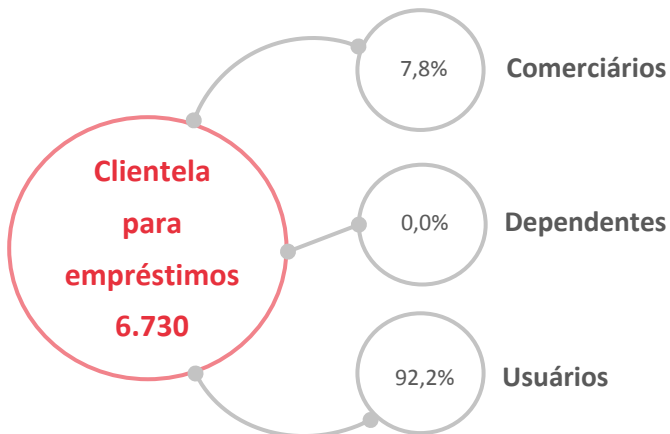 Clientela
para
empréstimos
6.730
7,8%
Comerciários
0,0%
Dependentes
92,2%
Usuários